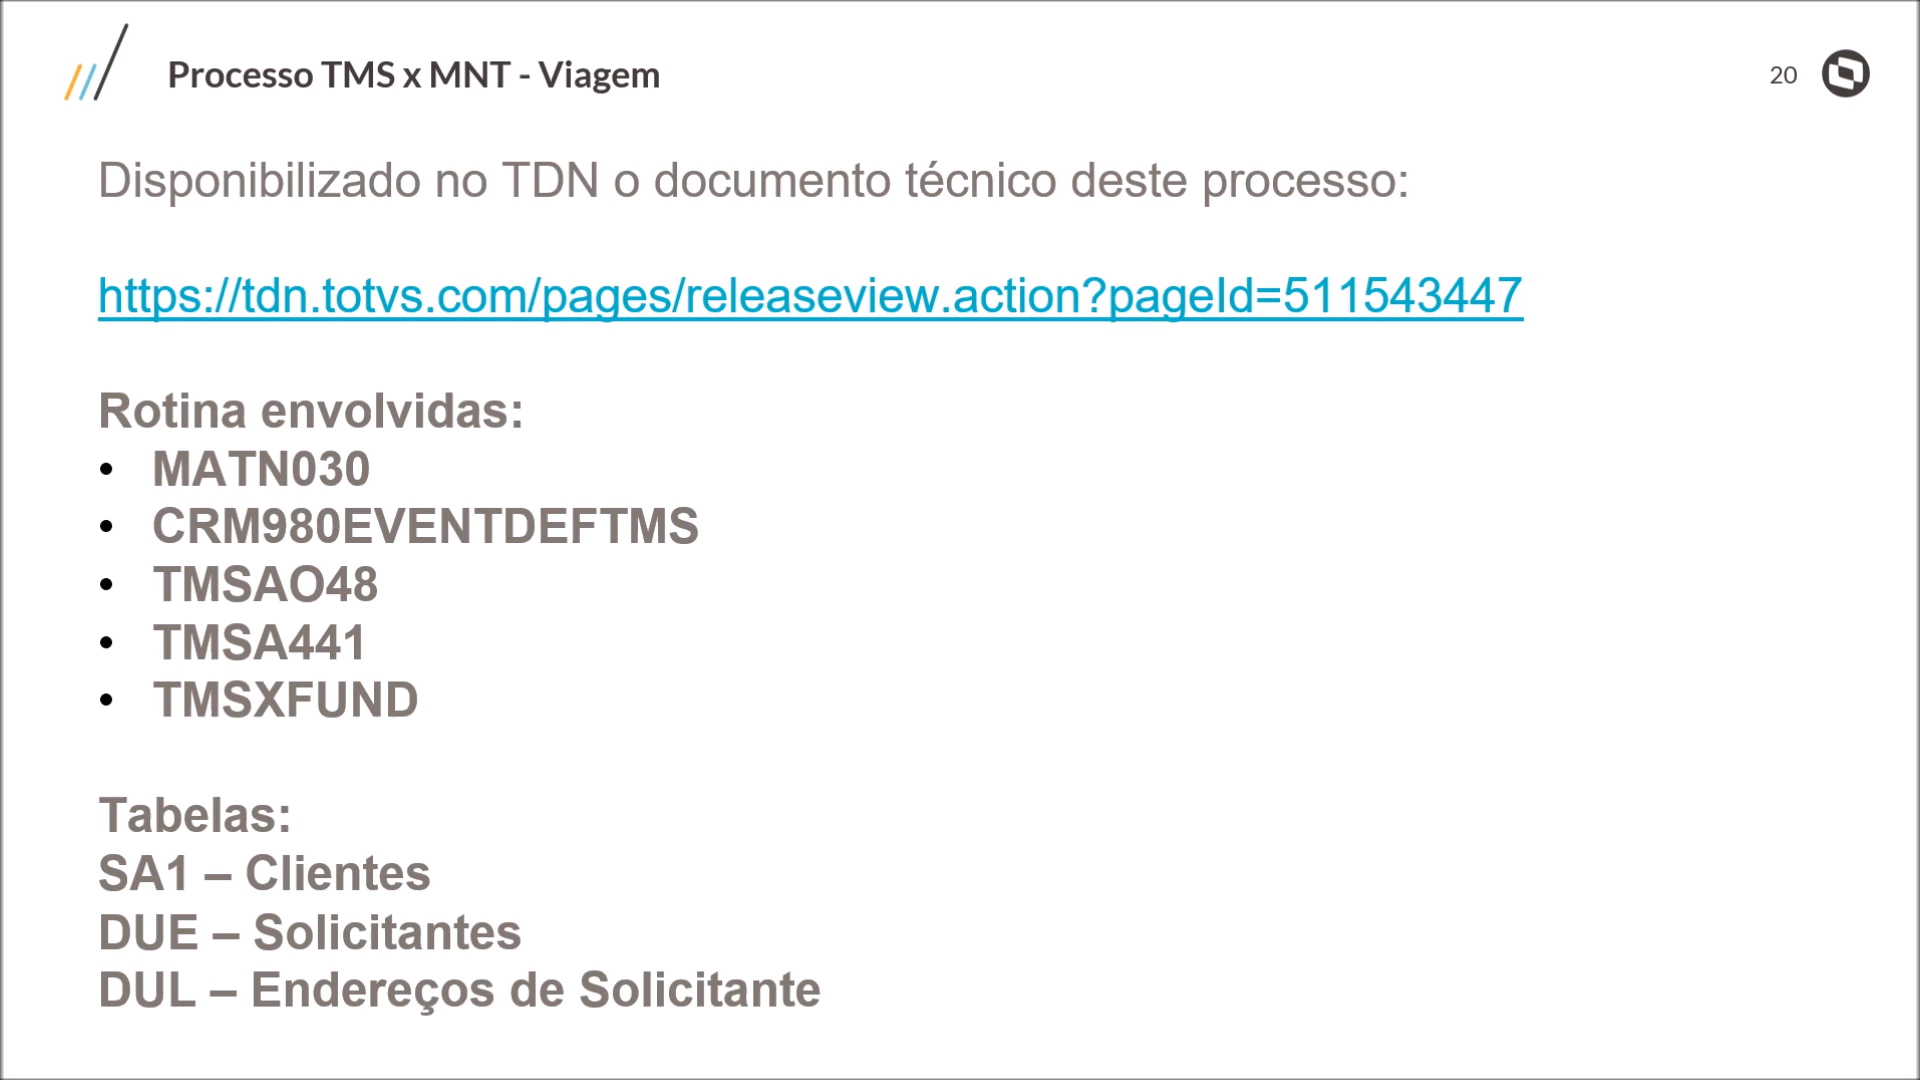 Processo TMS x MNT - Viagem
20
Disponibilizado no TDN o documento técnico deste processo:
https://tdn.totvs.com/pages/releaseview.action?pageId=511543447
Rotina envolvidas:
• MATN030
• CRM980EVENTDEFTMS
• TMSAO48
• TMSA441
• TMSXFUND
Tabelas:
SA1 – Clientes
DUE – Solicitantes
DUL – Endereços de Solicitante